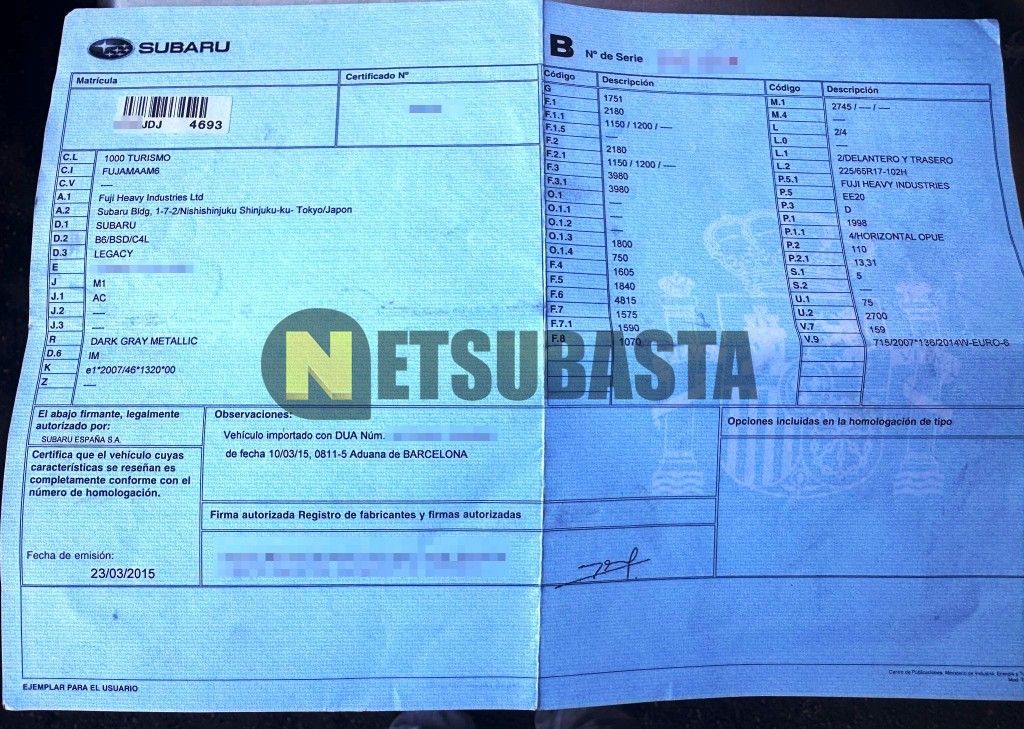 SUBARU
Matrícula
Certificado Nº
JDJ 4693
C.L 1000 TURISMO
C.I FUJAMAAM6
C.V ----
A.1 Fuji Heavy Industries Ltd
A.2 Subaru Bldg, 1-7-2/Nishishinjuku Shinjuku-ku- Tokyo/Japon
D.1 SUBARU
D.2 B6/BSD/C4L
D.3 LEGACY
E
J M1
J.1 AC
J.2 ----
J.3 ----
R DARK GRAY METALLIC
D.6 IM
K e1*2007/46*1320*00
Z ----
El abajo firmante, legalmente
autorizado por:
SUBARU ESPAÑA S.A.
Certifica que el vehículo cuyas
características se reseñan es
completamente conforme con el
número de homologación.
Fecha de emisión:
23/03/2015
Observaciones:
Vehículo importado con DUA Núm.
de fecha 10/03/15, 0811-5 Aduana de BARCELONA
Firma autorizada Registro de fabricantes y firmas autorizadas
EJEMPLAR PARA EL USUARIO
B Nº de Serie
Código Descripción
G 1751
F.1 2180
F.1.1 1150 / 1200 / ----
F.1.5 ----
F.2 2180
F.2.1 1150 / 1200 / ----
F.3 3980
F.3.1 3980
O.1 ----
O.1.1 ----
O.1.2 ----
O.1.3 1800
O.1.4 750
F.4 1605
F.5 1840
F.6 4815
F.7 1575
F.7.1 1590
F.8 1070
Código Descripción
M.1 2745 / ---- / ----
M.4 ----
L 2/4
L.0 ----
L.1 2/DELANTERO Y TRASERO
L.2 225/65R17-102H
P.5.1 FUJI HEAVY INDUSTRIES
P.5 EE20
P.3 D
P.1 1998
P.1.1 4/HORIZONTAL OPUE
P.2 110
P.2.1 13,31
S.1 5
S.2 ----
U.1 75
U.2 2700
V.7 159
V.9 715/2007*136/2014W-EURO-6
Opciones incluidas en la homologación de tipo
NETSUBASTA